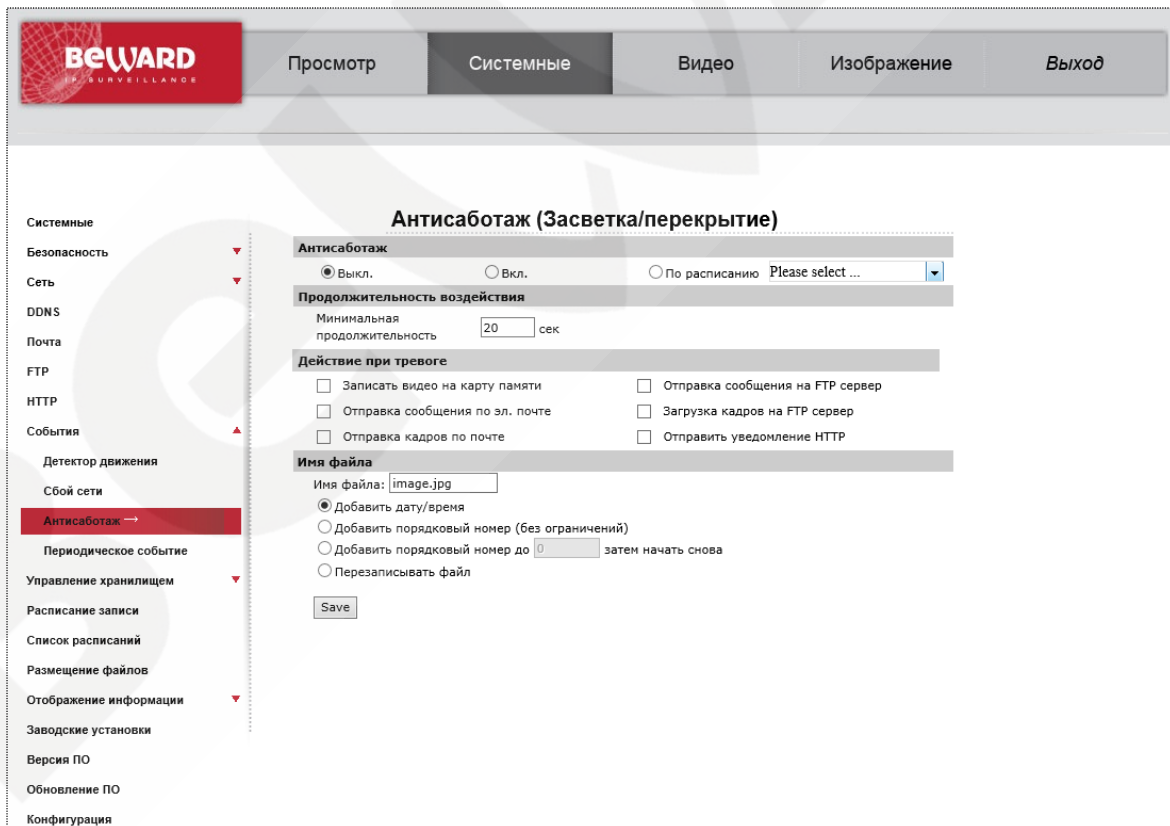 BEWARD
IP SURVEILLANCE
Просмотр
Системные
Видео
Изображение
Выход
Системные
Безопасность
Сеть
DDNS
Почта
FTP
HTTP
События
Детектор движения
Сбой сети
Антисаботаж →
Периодическое событие
Управление хранилищем
Расписание записи
Список расписаний
Размещение файлов
Отображение информации
Заводские установки
Версия ПО
Обновление ПО
Конфигурация
Антисаботаж (Засветка/перекрытие)
Антисаботаж
Выкл. Вкл. По расписанию Please select ...
Продолжительность воздействия
Минимальная
продолжительность 20 сек
Действие при тревоге
Записать видео на карту памяти Отправка сообщения на FTP сервер
Отправка сообщения по эл. почте Загрузка кадров на FTP сервер
Отправка кадров по почте Отправить уведомление HTTP
Имя файла
Имя файла: image.jpg
Добавить дату/время
Добавить порядковый номер (без ограничений)
Добавить порядковый номер до 0 затем начать снова
Перезаписывать файл
Save